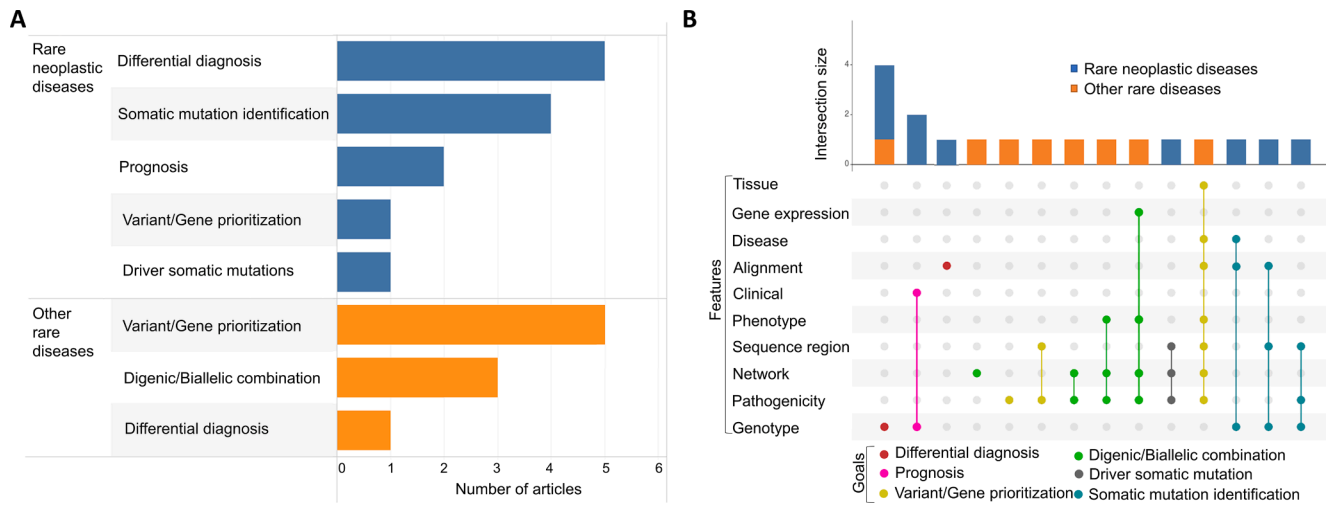 A
Rare
neoplastic
diseases
Differential diagnosis
Somatic mutation identification
Prognosis
Variant/Gene prioritization
Driver somatic mutations
Other
rare
diseases
Variant/Gene prioritization
Digenic/Biallelic combination
Differential diagnosis
0 1 2 3 4 5 6
Number of articles
B
Intersection size
4
2
0
Rare neoplastic diseases
Other rare diseases
Features
Tissue
Gene expression
Disease
Alignment
Clinical
Phenotype
Sequence region
Network
Pathogenicity
Genotype
Goals
Differential diagnosis
Prognosis
Variant/Gene prioritization
Digenic/Biallelic combination
Driver somatic mutation
Somatic mutation identification